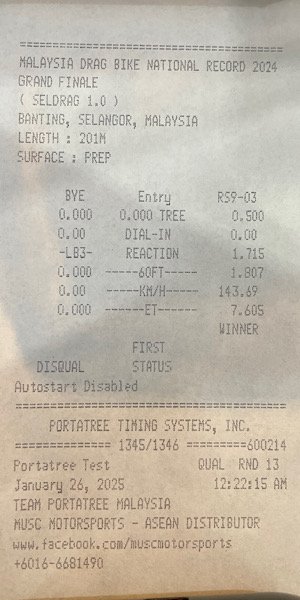 ==========================================
MALAYSIA DRAG BIKE NATIONAL RECORD 2024
GRAND FINALE
( SELDRAG 1.0 )
BANTING, SELANGOR, MALAYSIA
LENGTH : 201M
SURFACE : PREP
BYE Entry RS9-03
0.000 0.000 TREE 0.500
0.00 DIAL-IN 0.00
-LB3- REACTION 1.715
0.000 -----60FT----- 1.807
0.00 -----KM/H----- 143.69
0.000 ------ET------ 7.605
WINNER
FIRST
DISQUAL STATUS
Autostart Disabled
==========================================
PORTATREE TIMING SYSTEMS, INC.
============== 1345/1346 =========600214
Portatree Test QUAL RND 13
January 26, 2025 12:22:15 AM
TEAM PORTATREE MALAYSIA
MUSC MOTORSPORTS - ASEAN DISTRIBUTOR
www.facebook.com/muscmotorsports
+6016-6681490